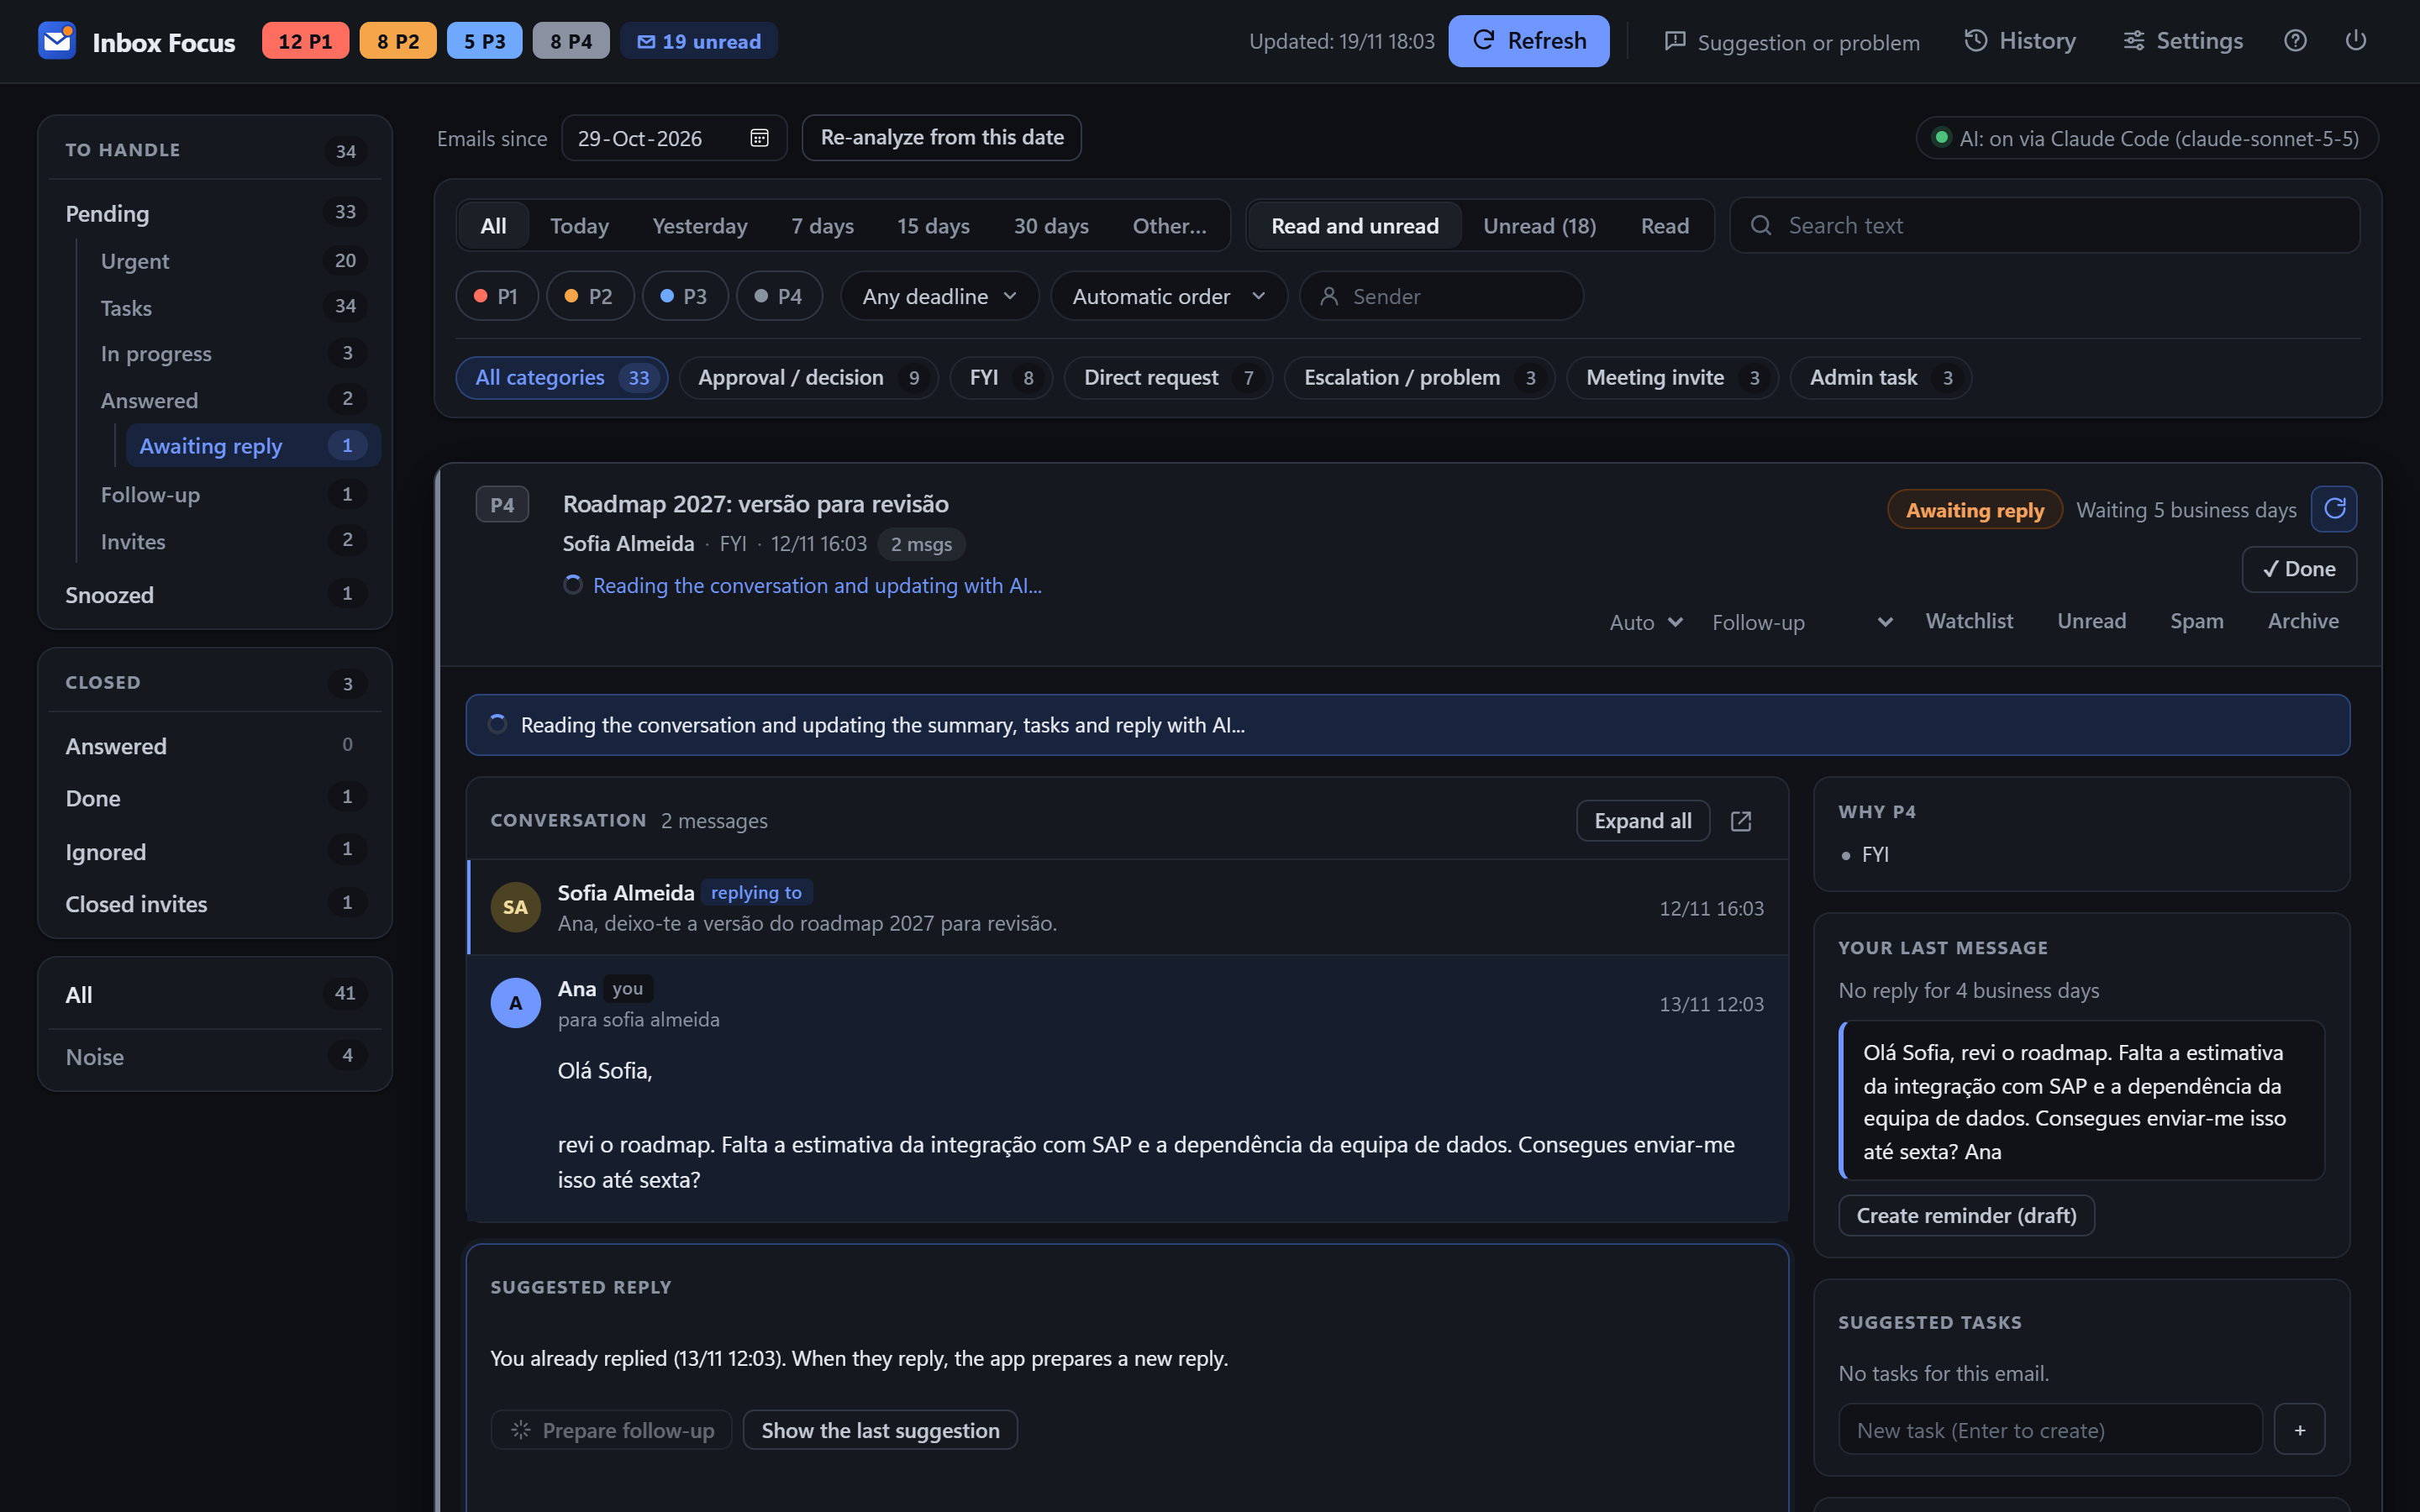 Inbox Focus
12 P1
8 P2
5 P3
8 P4
19 unread
Updated: 19/11 18:03
Refresh
Suggestion or problem
History
Settings
TO HANDLE 34
Pending 33
Urgent 20
Tasks 34
In progress 3
Answered 2
Awaiting reply 1
Follow-up 1
Invites 2
Snoozed 1
CLOSED 3
Answered 0
Done 1
Ignored 1
Closed invites 1
All 41
Noise 4
Emails since
29-Oct-2026
Re-analyze from this date
AI: on via Claude Code (claude-sonnet-5-5)
All
Today
Yesterday
7 days
15 days
30 days
Other...
Read and unread
Unread (18)
Read
Search text
P1
P2
P3
P4
Any deadline
Automatic order
Sender
All categories 33
Approval / decision 9
FYI 8
Direct request 7
Escalation / problem 3
Meeting invite 3
Admin task 3
P4
Roadmap 2027: versão para revisão
Sofia Almeida · FYI · 12/11 16:03 2 msgs
Reading the conversation and updating with AI...
Awaiting reply
Waiting 5 business days
✓ Done
Auto
Follow-up
Watchlist
Unread
Spam
Archive
Reading the conversation and updating the summary, tasks and reply with AI...
CONVERSATION 2 messages
Expand all
SA
Sofia Almeida replying to
Ana, deixo-te a versão do roadmap 2027 para revisão.
12/11 16:03
A
Ana you
para sofia almeida
13/11 12:03
Olá Sofia,
revi o roadmap. Falta a estimativa da integração com SAP e a dependência da equipa de dados. Consegues enviar-me
isso até sexta?
SUGGESTED REPLY
You already replied (13/11 12:03). When they reply, the app prepares a new reply.
Prepare follow-up
Show the last suggestion
WHY P4
FYI
YOUR LAST MESSAGE
No reply for 4 business days
Olá Sofia, revi o roadmap. Falta a estimativa
da integração com SAP e a dependência da
equipa de dados. Consegues enviar-me isso
até sexta? Ana
Create reminder (draft)
SUGGESTED TASKS
No tasks for this email.
New task (Enter to create)
+